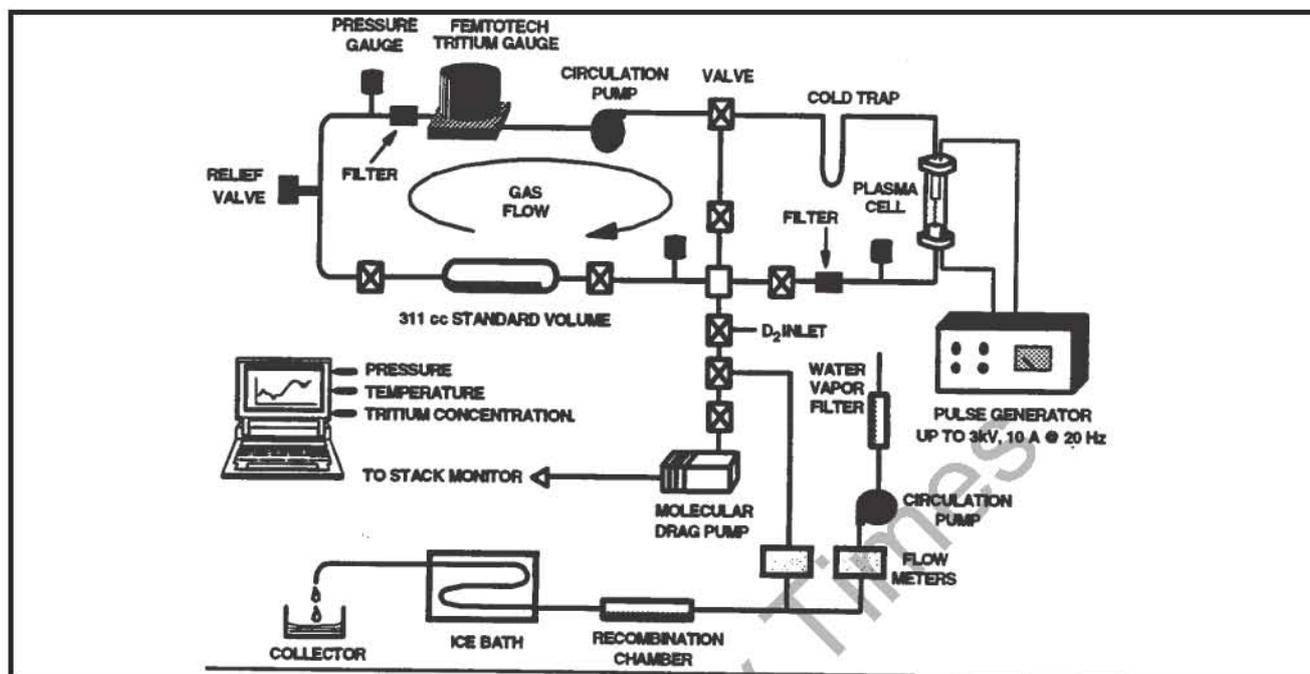 PRESSURE
GAUGE
FEMTOTECH
TRITIUM GAUGE
CIRCULATION
PUMP
VALVE
COLD TRAP
RELIEF
VALVE
FILTER
GAS
FLOW
FILTER
PLASMA
CELL
311 cc STANDARD VOLUME
D2 INLET
PRESSURE
TEMPERATURE
TRITIUM CONCENTRATION.
WATER
VAPOR
FILTER
PULSE GENERATOR
UP TO 3kV, 10 A @ 20 Hz
TO STACK MONITOR
MOLECULAR
DRAG PUMP
CIRCULATION
PUMP
FLOW
METERS
COLLECTOR
ICE BATH
RECOMBINATION
CHAMBER
Times